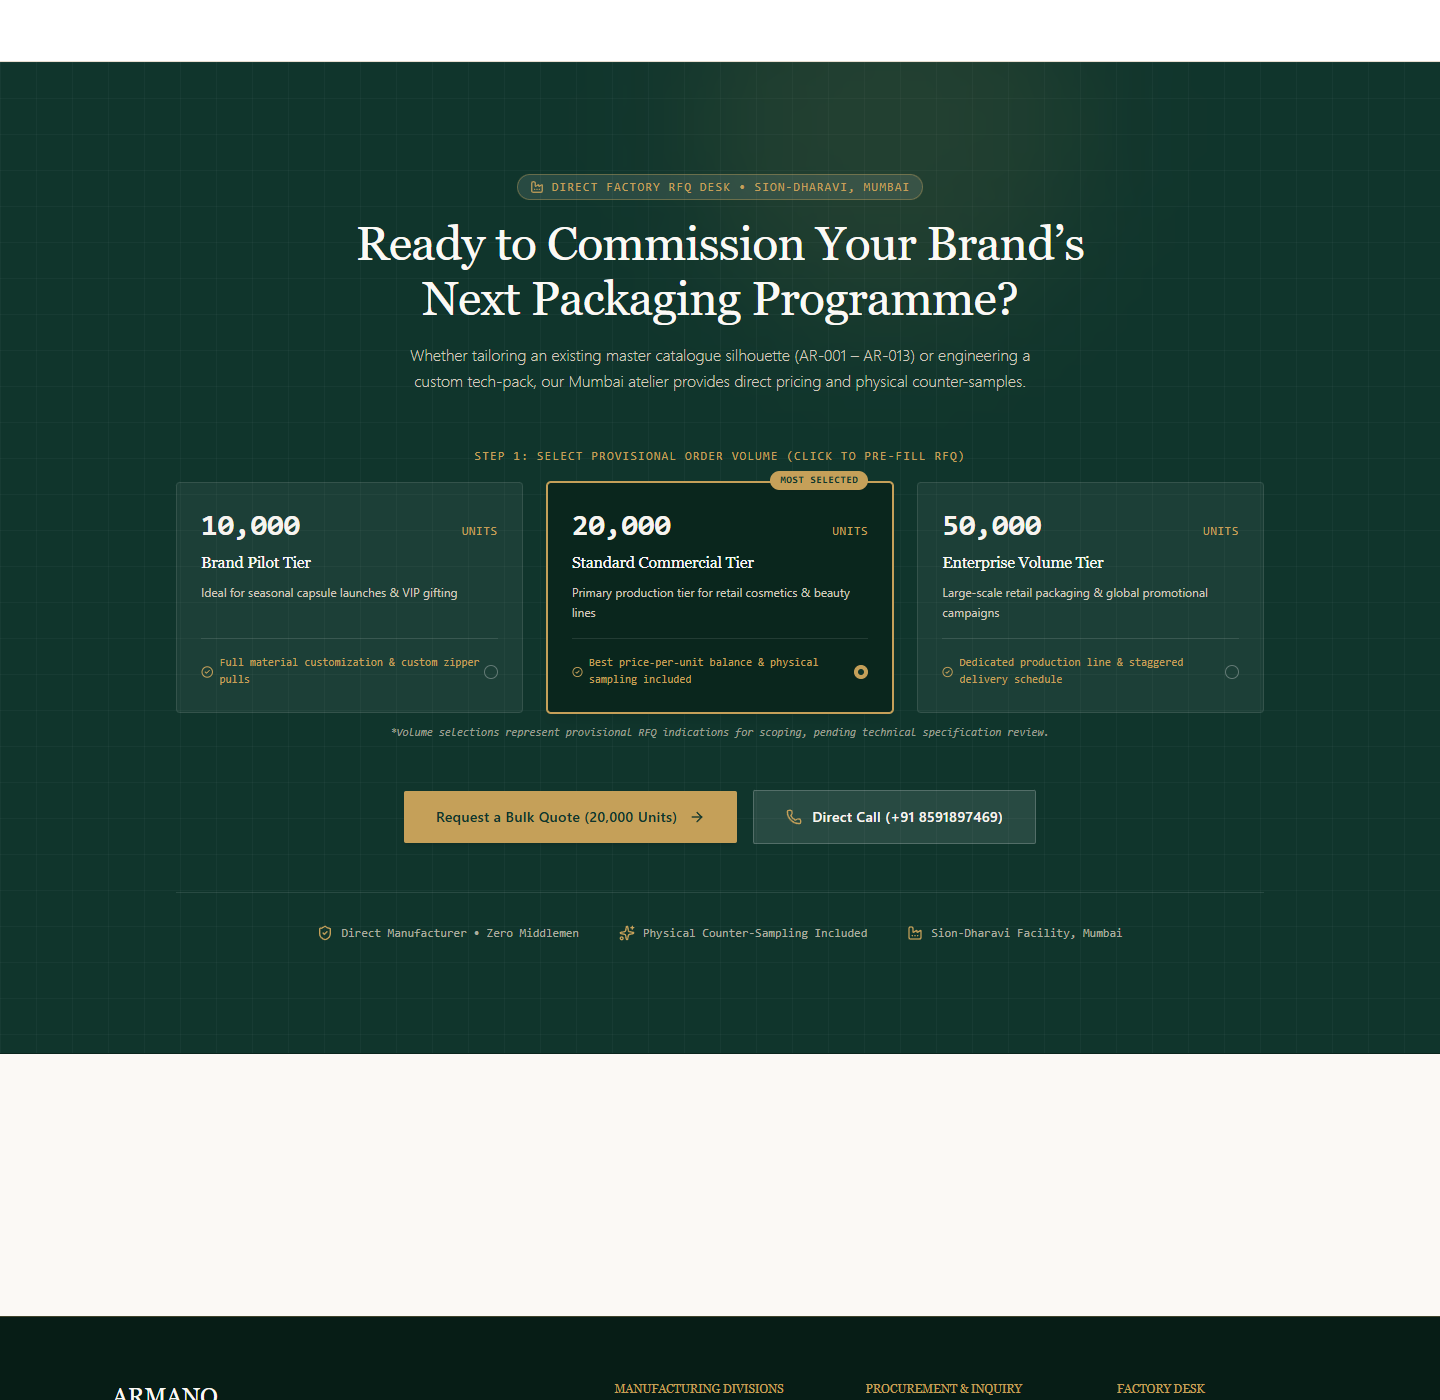 DIRECT FACTORY RFQ DESK • SION-DHARAVI, MUMBAI
Ready to Commission Your Brand’s
Next Packaging Programme?
Whether tailoring an existing master catalogue silhouette (AR-001 – AR-013) or engineering a
custom tech-pack, our Mumbai atelier provides direct pricing and physical counter-samples.
STEP 1: SELECT PROVISIONAL ORDER VOLUME (CLICK TO PRE-FILL RFQ)
10,000 UNITS
Brand Pilot Tier
Ideal for seasonal capsule launches & VIP gifting
Full material customization & custom zipper
pulls
MOST SELECTED
20,000 UNITS
Standard Commercial Tier
Primary production tier for retail cosmetics & beauty
lines
Best price-per-unit balance & physical
sampling included
50,000 UNITS
Enterprise Volume Tier
Large-scale retail packaging & global promotional
campaigns
Dedicated production line & staggered
delivery schedule
*Volume selections represent provisional RFQ indications for scoping, pending technical specification review.
Request a Bulk Quote (20,000 Units)
Direct Call (+91 8591897469)
Direct Manufacturer • Zero Middlemen
Physical Counter-Sampling Included
Sion-Dharavi Facility, Mumbai
ARMANO
MANUFACTURING DIVISIONS
PROCUREMENT & INQUIRY
FACTORY DESK